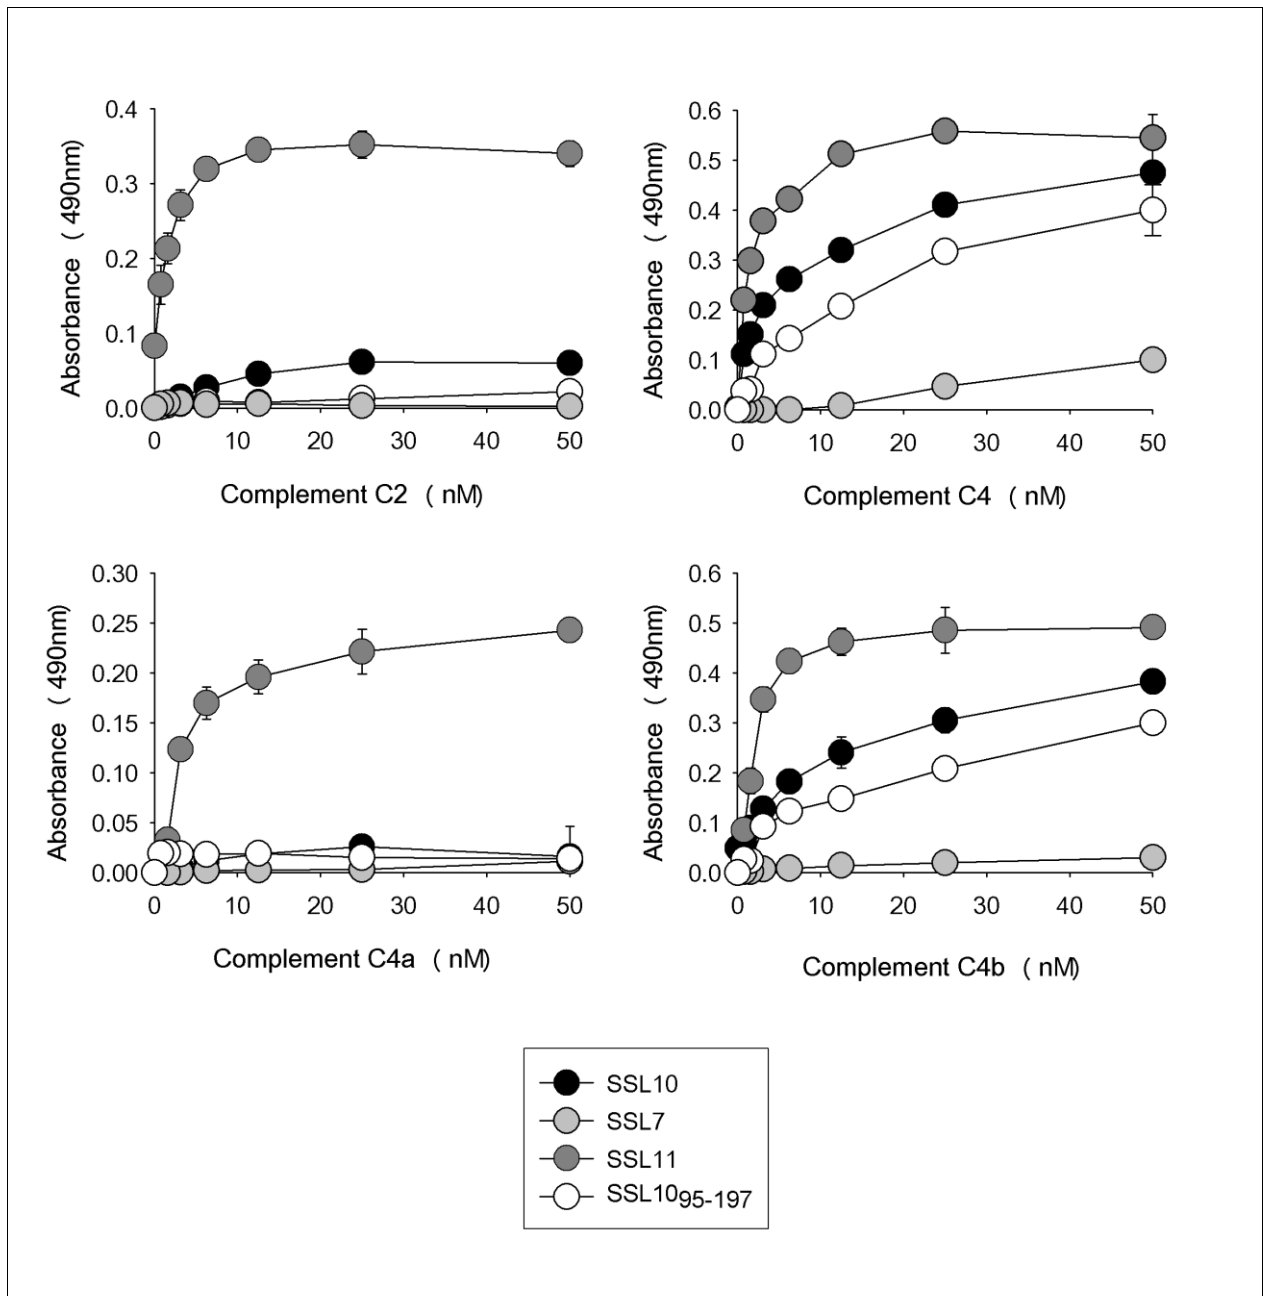 0.4
0.3
0.2
0.1
0.0
Absorbance ( 490nm)
0 10 20 30 40 50
Complement C2 ( nM)
0.6
0.5
0.4
0.3
0.2
0.1
0.0
Absorbance ( 490nm)
0 10 20 30 40 50
Complement C4 ( nM)
0.30
0.25
0.20
0.15
0.10
0.05
0.00
Absorbance ( 490nm)
0 10 20 30 40 50
Complement C4a ( nM)
0.6
0.5
0.4
0.3
0.2
0.1
0.0
Absorbance ( 490nm)
0 10 20 30 40 50
Complement C4b ( nM)
SSL10
SSL7
SSL11
SSL1095-197